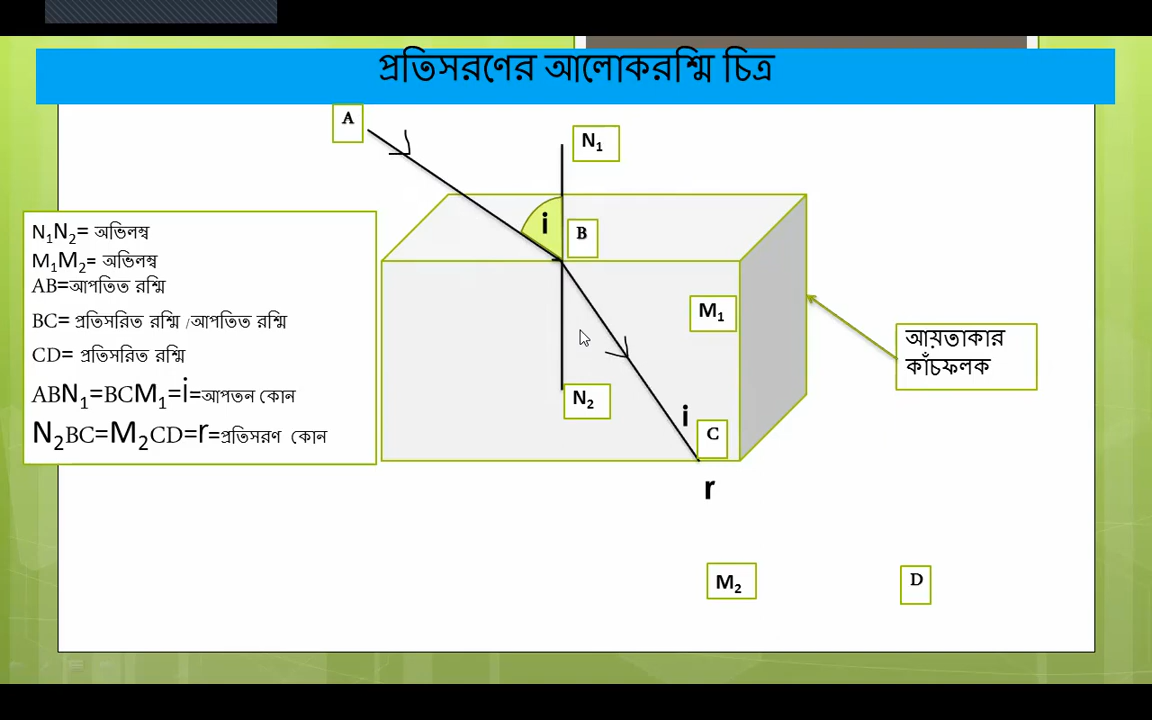 প্রতিসরণের আলোকরশ্মি চিত্র
A
N₁
i
B
N₁N₂= অভিলম্ব
M₁M₂= অভিলম্ব
AB=আপতিত রশ্মি
BC= প্রতিসরিত রশ্মি /আপতিত রশ্মি
CD= প্রতিসরিত রশ্মি
ABN₁=BCM₁=i=আপতন কোন
N₂BC=M₂CD=r=প্রতিসরণ কোন
M₁
আয়তাকার
কাঁচফলক
N₂
i
C
r
M₂
D